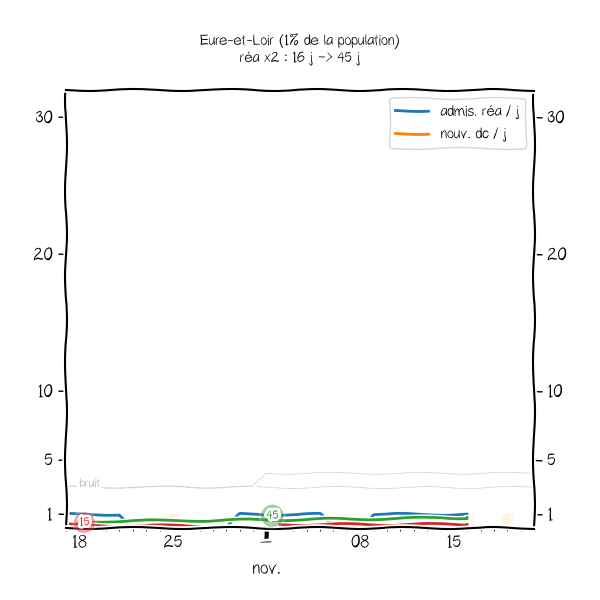 Eure-et-Loir (1% de la population)
réa x2 : 16 j -> 45 j
admis. réa / j
nouv. dc / j
30
30
20
20
10
10
5
5
bruit
1
15
45
1
18
25
1
08
15
nov.